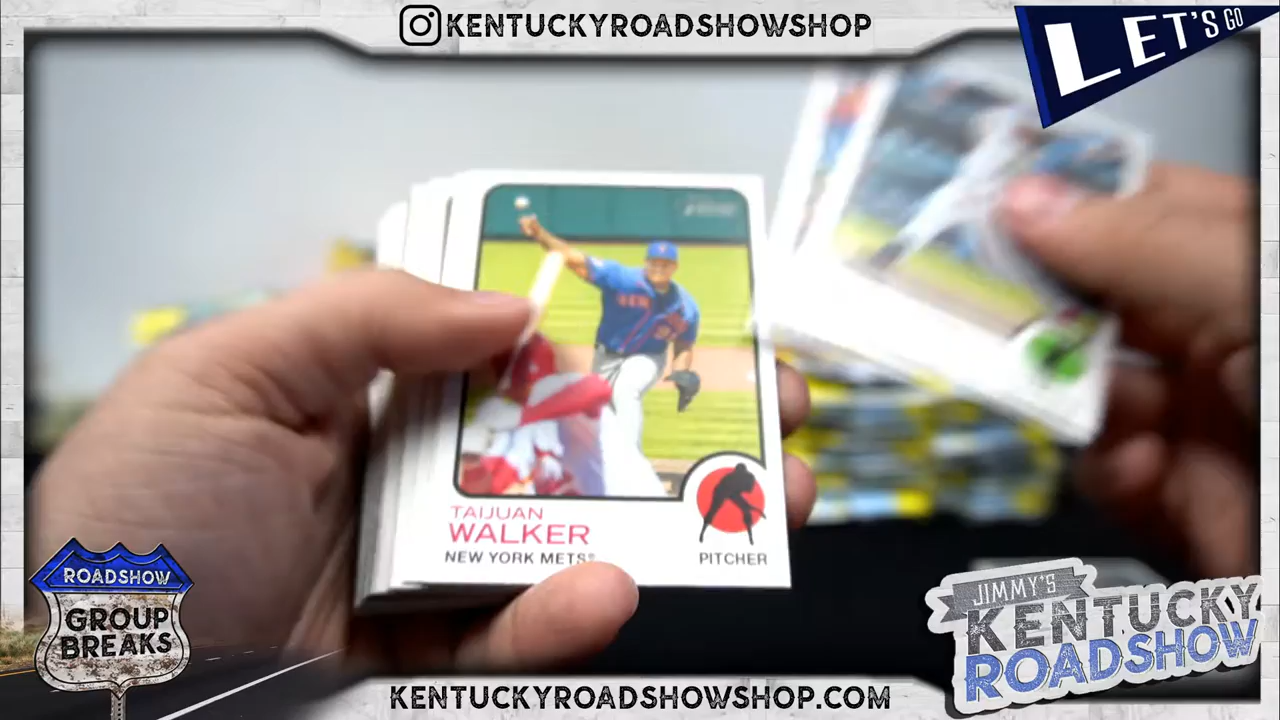 KENTUCKYROADSHOWSHOP
LET'S GO
TAIJUAN
WALKER
NEW YORK METS
PITCHER
ROADSHOW
GROUP
BREAKS
JIMMY'S
KENTUCKY
ROADSHOW
KENTUCKYROADSHOWSHOP.COM